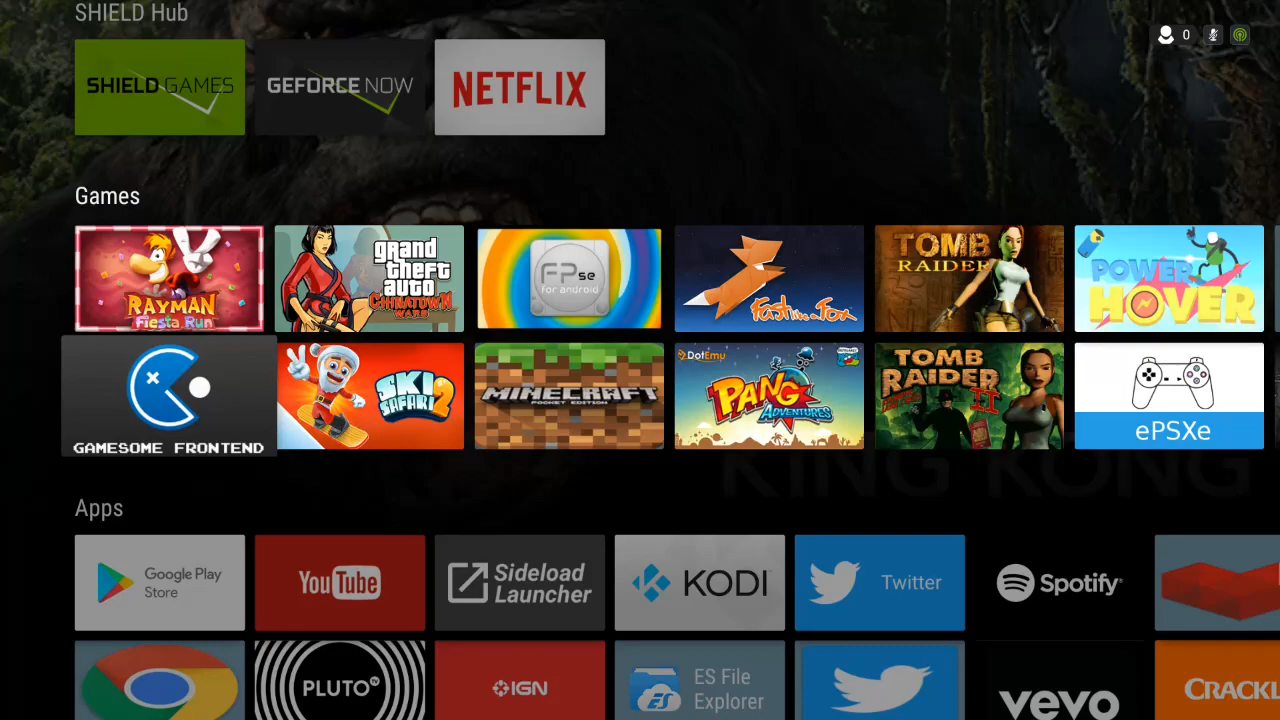 SHIELD Hub
0
SHIELD GAMES
GEFORCE NOW
NETFLIX
Games
RAYMAN
Fiesta Run
grand
theft
auto
CHINATOWN
WARS
FPse
for android
Fast like a Fox
TOMB
RAIDER
POWER
HOVER
GAMESOME FRONTEND
SKI
SAFARI 2
MINECRAFT
POCKET EDITION
DotEmu
PANG
ADVENTURES
TOMB
RAIDER
II
ePSXe
KING KONG
Apps
Google Play
Store
YouTube
Sideload
Launcher
KODI
Twitter
Spotify
PLUTO TV
IGN
ES
ES File
Explorer
vevo
CRACKL